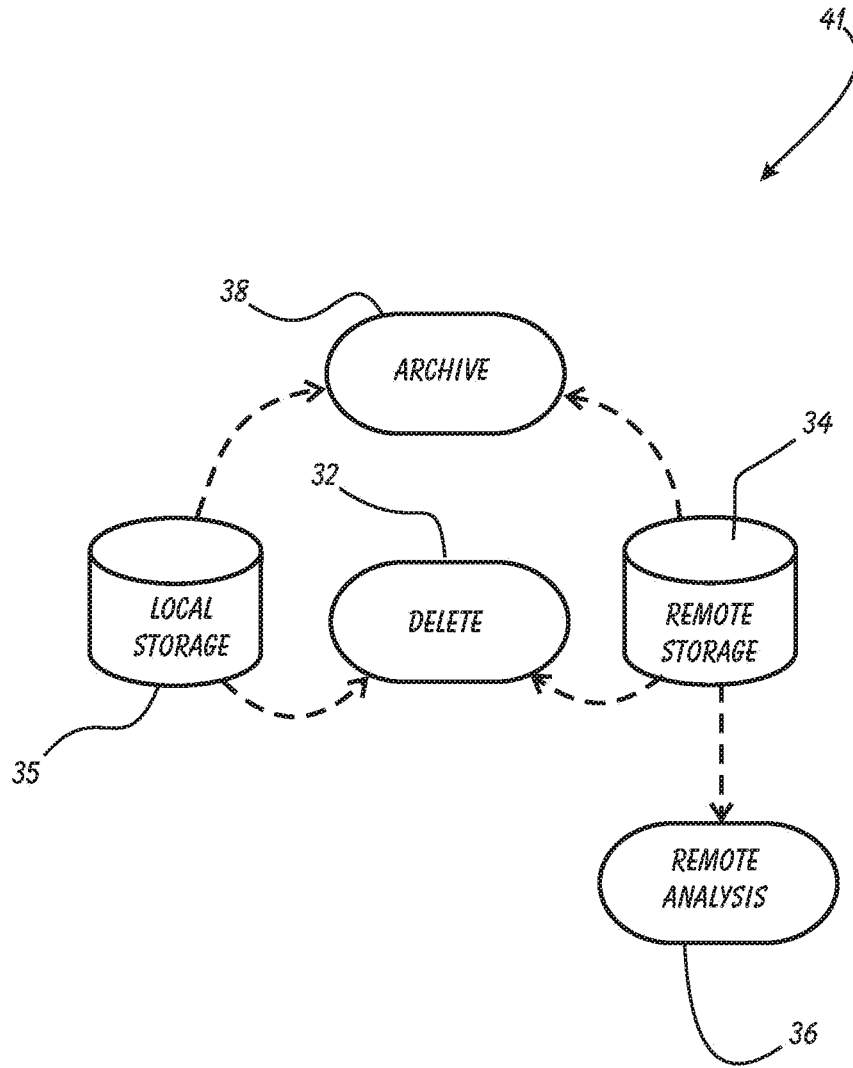 41
38
ARCHIVE
34
32
LOCAL
STORAGE
DELETE
REMOTE
STORAGE
35
REMOTE
ANALYSIS
36